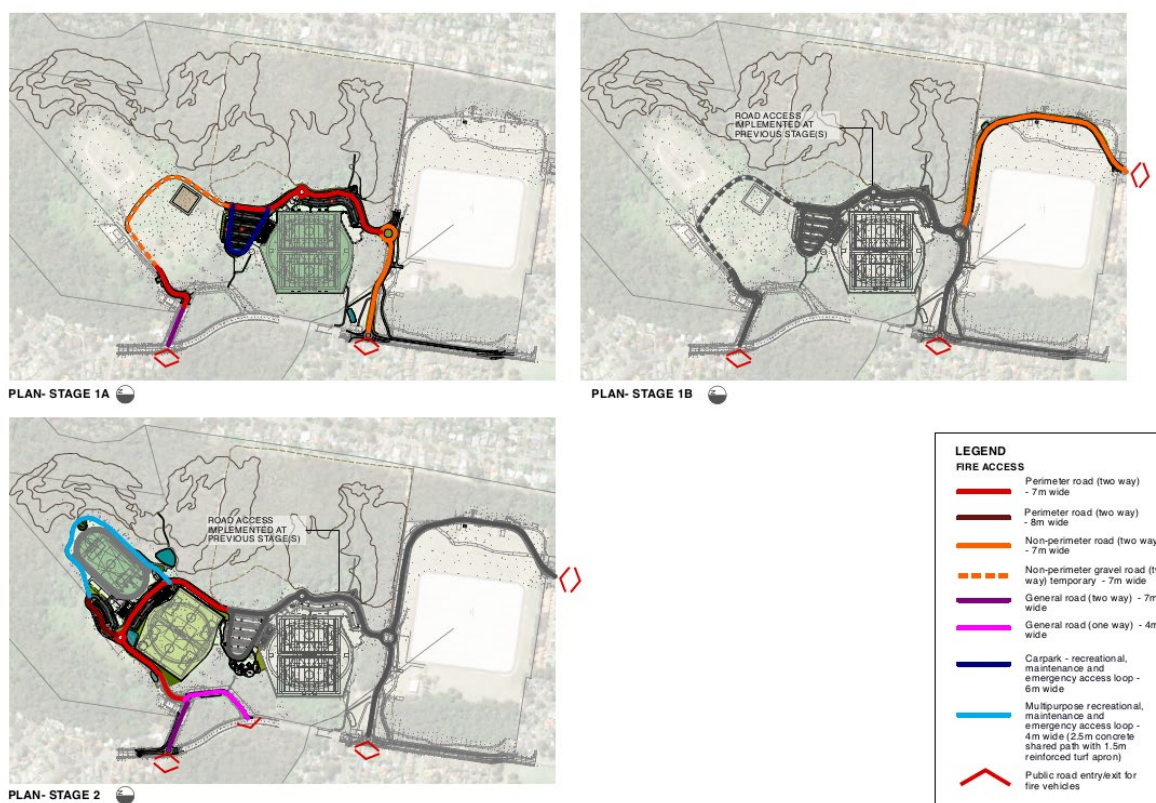 ROAD ACCESS
IMPLEMENTED AT
PREVIOUS STAGE(S)
PLAN- STAGE 1A
PLAN- STAGE 1B
ROAD ACCESS
IMPLEMENTED AT
PREVIOUS STAGE(S)
PLAN- STAGE 2
LEGEND
FIRE ACCESS
Perimeter road (two way)
- 7m wide
Perimeter road (two way)
- 8m wide
Non-perimeter road (two way
- 7m wide
Non-perimeter gravel road (t
way) temporary - 7m wide
General road (two way) - 7m
wide
General road (one way) - 4m
wide
Carpark - recreational,
maintenance and
emergency access loop -
6m wide
Multipurpose recreational,
maintenance and
emergency access loop -
4m wide (2.5m concrete
shared path with 1.5m
reinforced turf apron)
Public road entry/exit for
fire vehicles